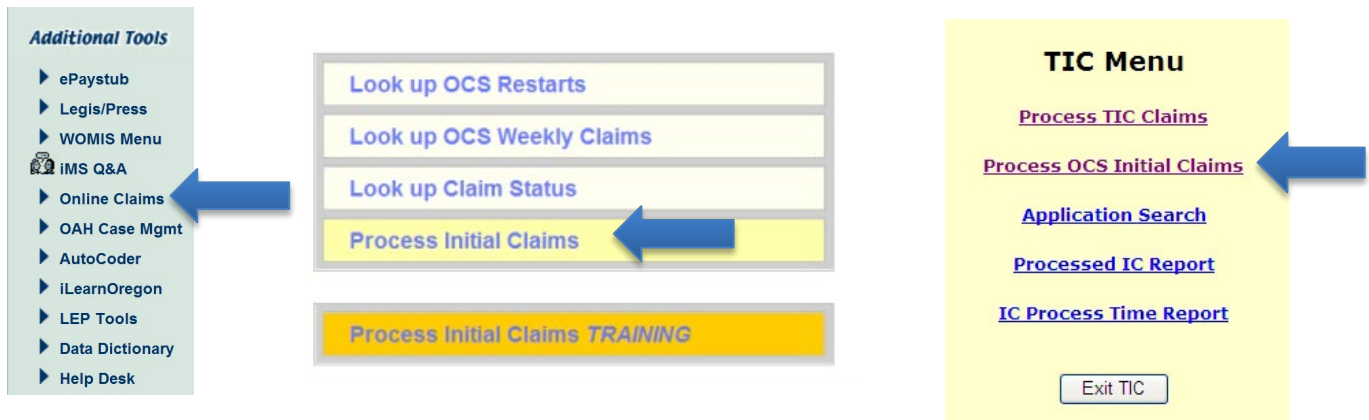 Additional Tools
ePaystub
Legis/Press
WOMIS Menu
iMS Q&A
Online Claims
OAH Case Mgmt
AutoCoder
iLearnOregon
LEP Tools
Data Dictionary
Help Desk
Look up OCS Restarts
Look up OCS Weekly Claims
Look up Claim Status
Process Initial Claims
Process Initial Claims TRAINING
TIC Menu
Process TIC Claims
Process OCS Initial Claims
Application Search
Processed IC Report
IC Process Time Report
Exit TIC